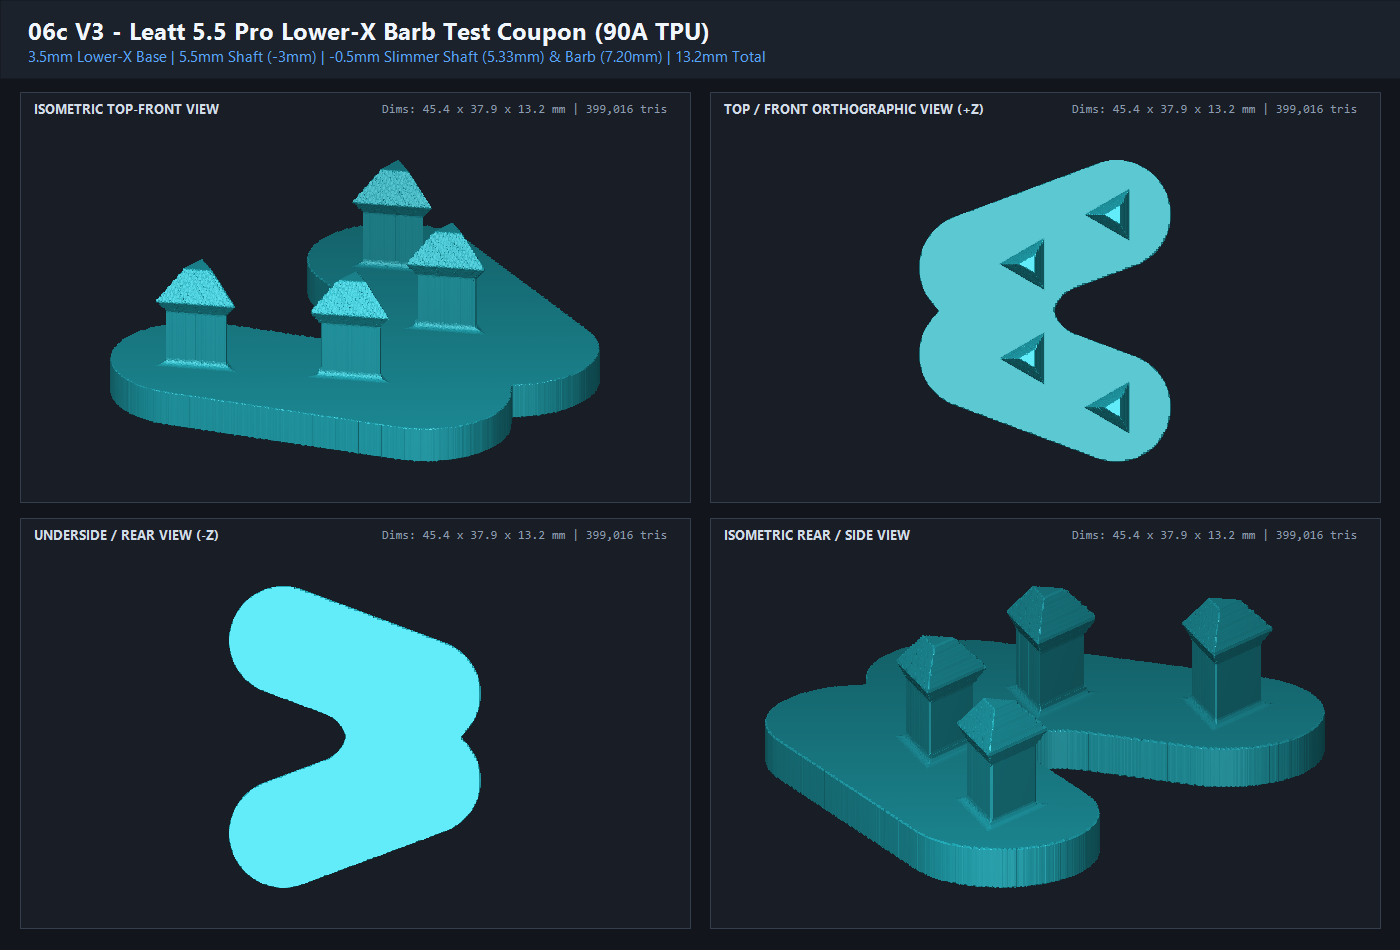 06c V3 - Leatt 5.5 Pro Lower-X Barb Test Coupon (90A TPU)
3.5mm Lower-X Base | 5.5mm Shaft (-3mm) | -0.5mm Slimmer Shaft (5.33mm) & Barb (7.20mm) | 13.2mm Total
ISOMETRIC TOP-FRONT VIEW
Dims: 45.4 x 37.9 x 13.2 mm | 399,016 tris
TOP / FRONT ORTHOGRAPHIC VIEW (+Z)
Dims: 45.4 x 37.9 x 13.2 mm | 399,016 tris
UNDERSIDE / REAR VIEW (-Z)
Dims: 45.4 x 37.9 x 13.2 mm | 399,016 tris
ISOMETRIC REAR / SIDE VIEW
Dims: 45.4 x 37.9 x 13.2 mm | 399,016 tris